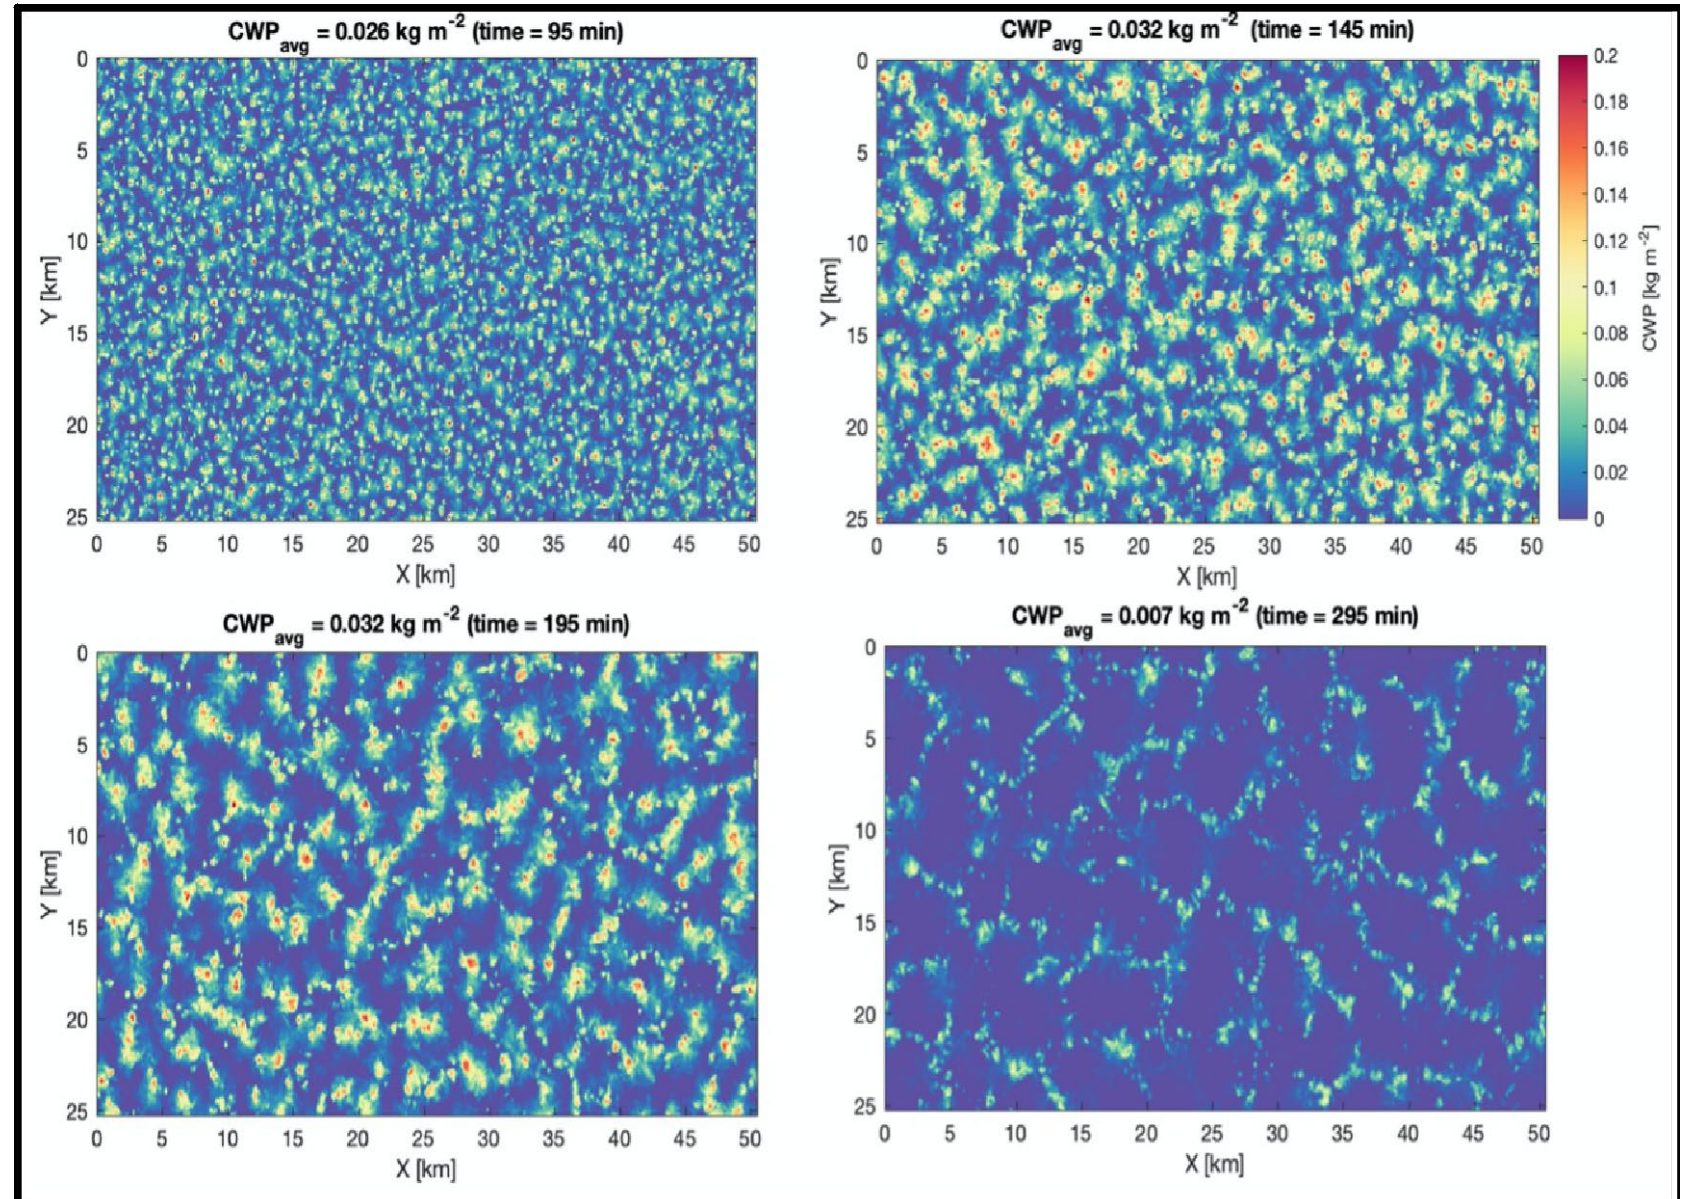 CWPavg = 0.026 kg m-2 (time = 95 min)
0
5
10
15
20
25
Y [km]
0 5 10 15 20 25 30 35 40 45 50
X [km]
CWPavg = 0.032 kg m-2 (time = 145 min)
0
5
10
15
20
25
Y [km]
0 5 10 15 20 25 30 35 40 45 50
X [km]
0.2
0.18
0.16
0.14
0.12
0.1
0.08
0.06
0.04
0.02
0
CWP [kg m-2]
CWPavg = 0.032 kg m-2 (time = 195 min)
0
5
10
15
20
25
Y [km]
0 5 10 15 20 25 30 35 40 45 50
X [km]
CWPavg = 0.007 kg m-2 (time = 295 min)
0
5
10
15
20
25
Y [km]
0 5 10 15 20 25 30 35 40 45 50
X [km]